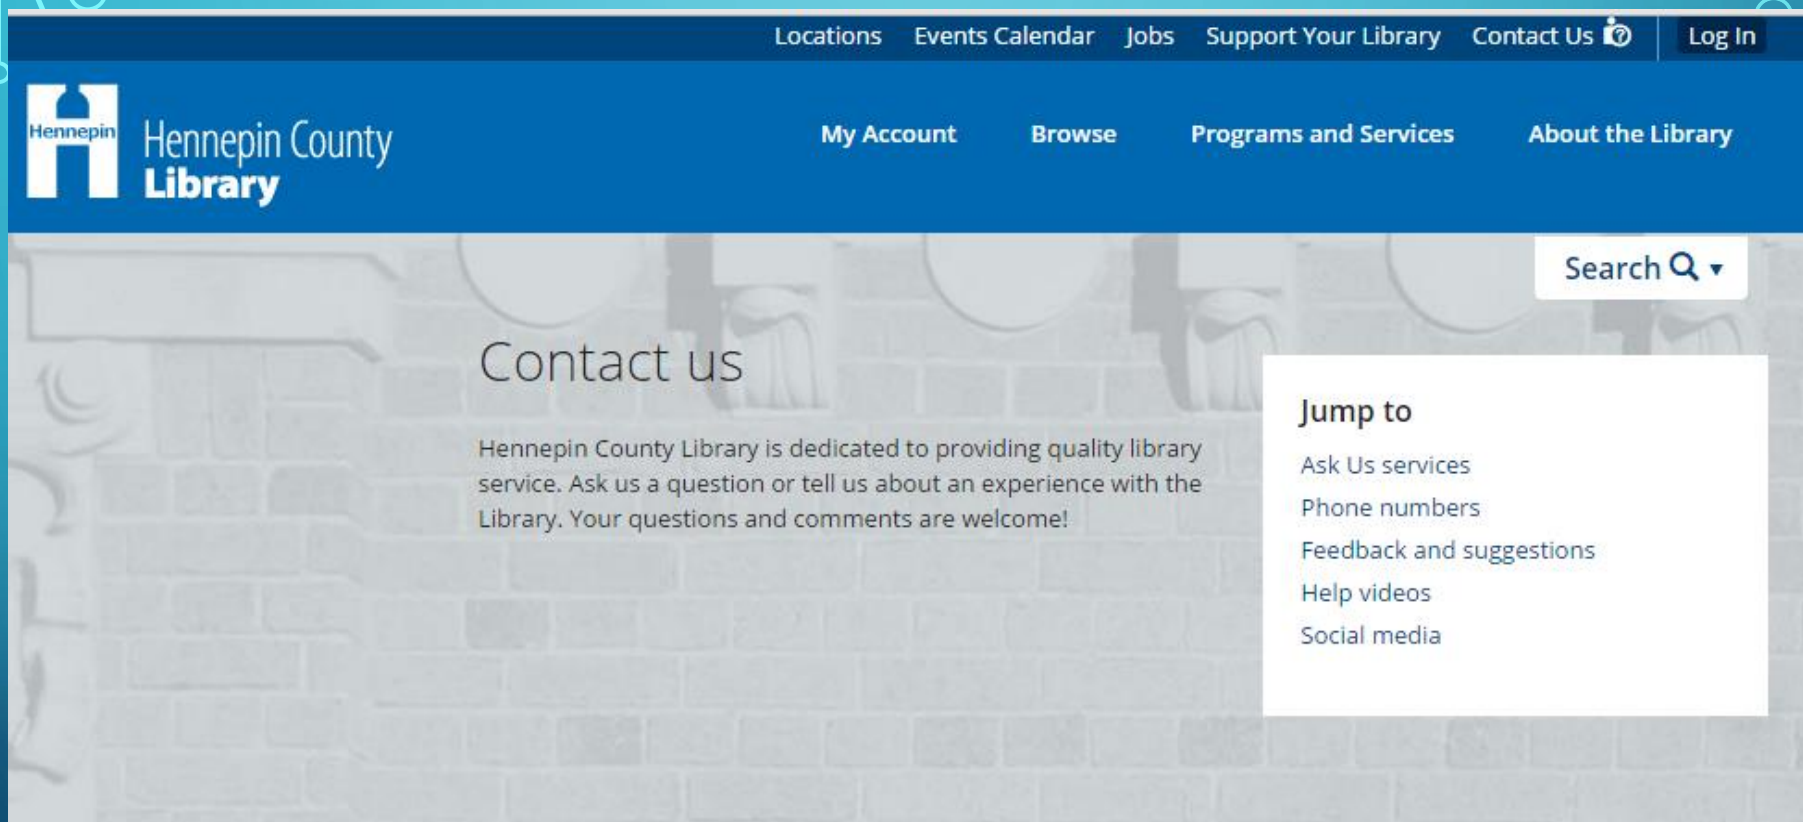 Locations Events Calendar Jobs Support Your Library Contact Us Log In
Hennepin
Hennepin County
Library
My Account Browse Programs and Services About the Library
Search
Contact us
Hennepin County Library is dedicated to providing quality library
service. Ask us a question or tell us about an experience with the
Library. Your questions and comments are welcome!
Jump to
Ask Us services
Phone numbers
Feedback and suggestions
Help videos
Social media